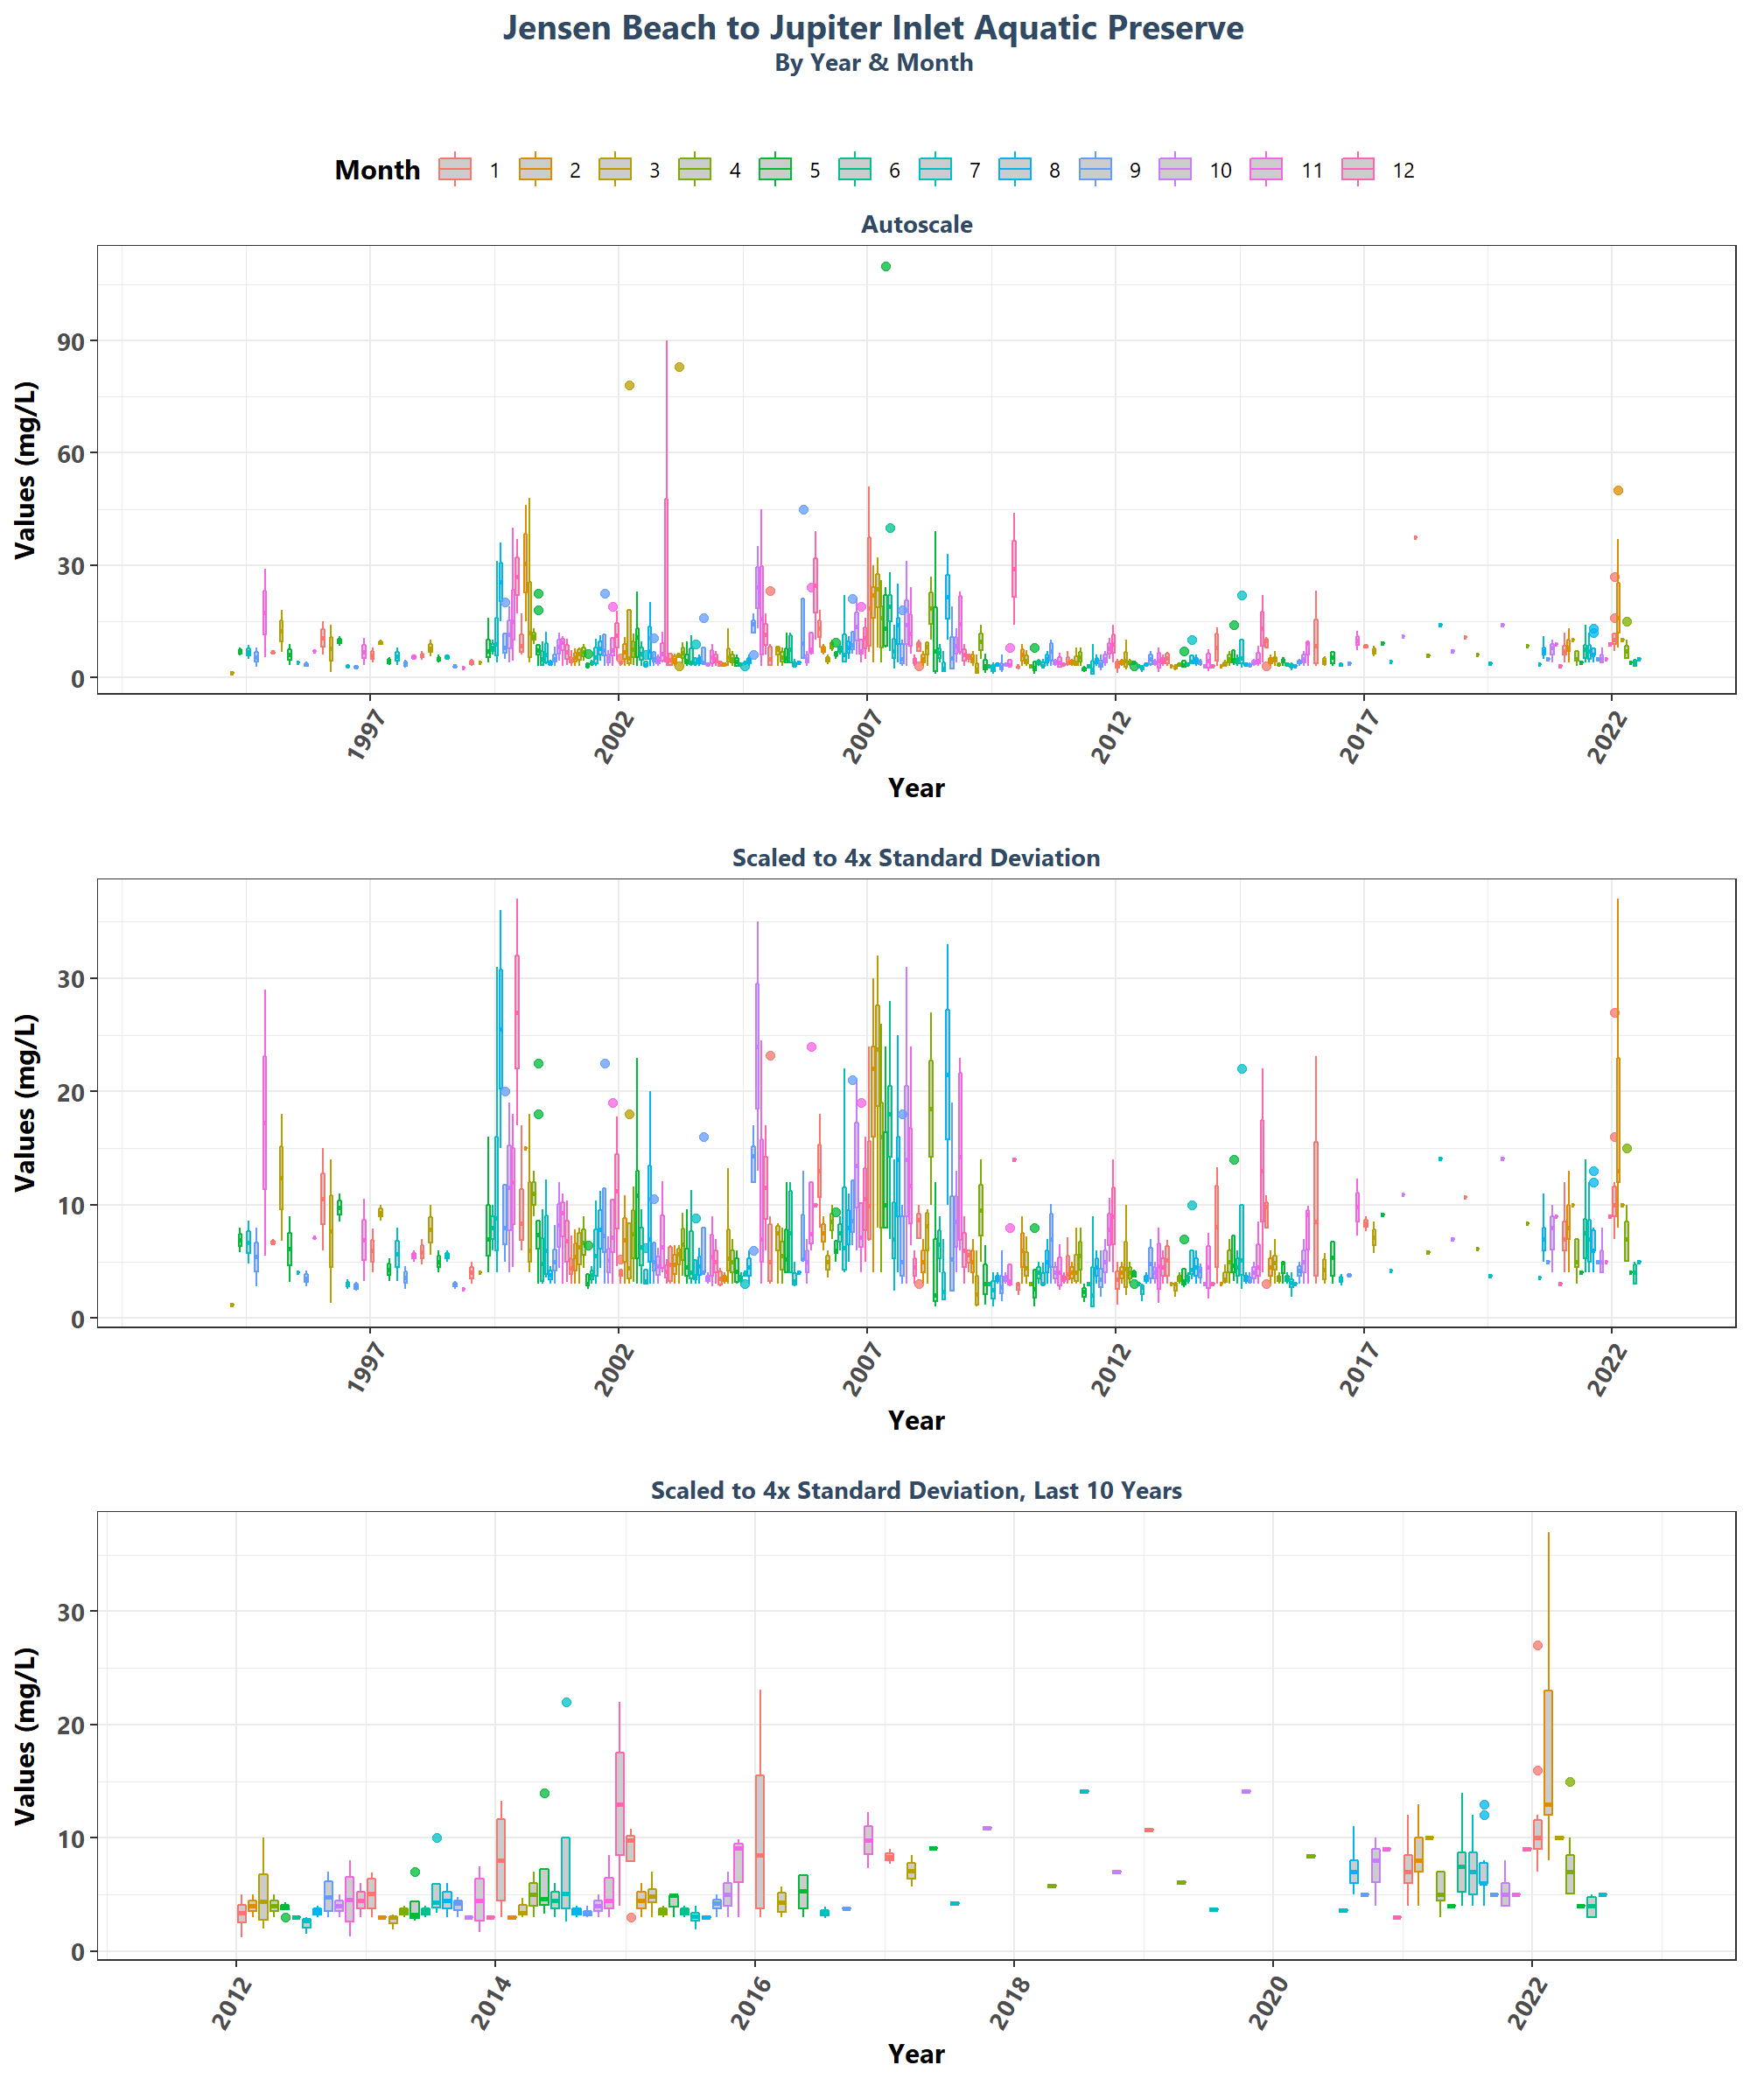 Jensen Beach to Jupiter Inlet Aquatic Preserve
By Year & Month
Month 1 2 3 4 5 6 7 8 9 10 11 12
Autoscale
Values (mg/L)
90
60
30
0
1997 2002 2007 2012 2017 2022
Year
Scaled to 4x Standard Deviation
Values (mg/L)
30
20
10
0
1997 2002 2007 2012 2017 2022
Year
Scaled to 4x Standard Deviation, Last 10 Years
Values (mg/L)
30
20
10
0
2012 2014 2016 2018 2020 2022
Year